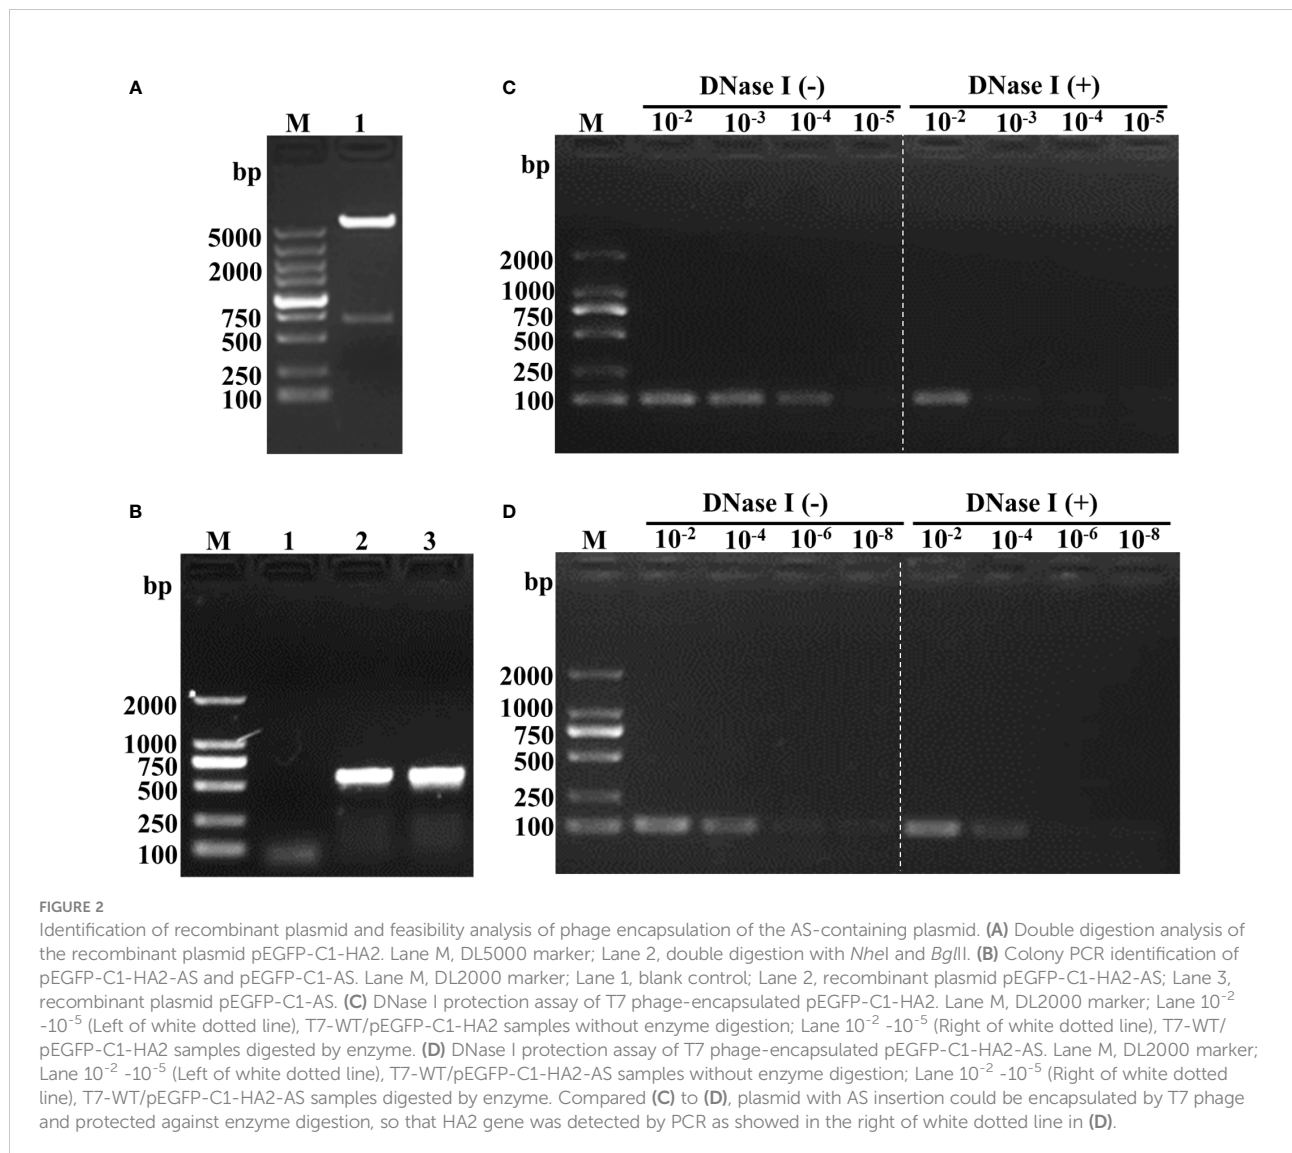 A
M 1
bp
5000
2000
750
500
250
100
C
DNase I (-) DNase I (+)
M 10⁻² 10⁻³ 10⁻⁴ 10⁻⁵ 10⁻² 10⁻³ 10⁻⁴ 10⁻⁵
bp
2000
1000
750
500
250
100
B
M 1 2 3
bp
2000
1000
750
500
250
100
D
DNase I (-) DNase I (+)
M 10⁻² 10⁻⁴ 10⁻⁶ 10⁻⁸ 10⁻² 10⁻⁴ 10⁻⁶ 10⁻⁸
bp
2000
1000
750
500
250
100
FIGURE 2
Identification of recombinant plasmid and feasibility analysis of phage encapsulation of the AS-containing plasmid. (A) Double digestion analysis of
the recombinant plasmid pEGFP-C1-HA2. Lane M, DL5000 marker; Lane 2, double digestion with NheI and BglII. (B) Colony PCR identification of
pEGFP-C1-HA2-AS and pEGFP-C1-AS. Lane M, DL2000 marker; Lane 1, blank control; Lane 2, recombinant plasmid pEGFP-C1-HA2-AS; Lane 3,
recombinant plasmid pEGFP-C1-AS. (C) DNase I protection assay of T7 phage-encapsulated pEGFP-C1-HA2. Lane M, DL2000 marker; Lane 10⁻²
-10⁻⁵ (Left of white dotted line), T7-WT/pEGFP-C1-HA2 samples without enzyme digestion; Lane 10⁻² -10⁻⁵ (Right of white dotted line), T7-WT/
pEGFP-C1-HA2 samples digested by enzyme. (D) DNase I protection assay of T7 phage-encapsulated pEGFP-C1-HA2-AS. Lane M, DL2000 marker;
Lane 10⁻² -10⁻⁵ (Left of white dotted line), T7-WT/pEGFP-C1-HA2-AS samples without enzyme digestion; Lane 10⁻² -10⁻⁵ (Right of white dotted
line), T7-WT/pEGFP-C1-HA2-AS samples digested by enzyme. Compared (C) to (D), plasmid with AS insertion could be encapsulated by T7 phage
and protected against enzyme digestion, so that HA2 gene was detected by PCR as showed in the right of white dotted line in (D).